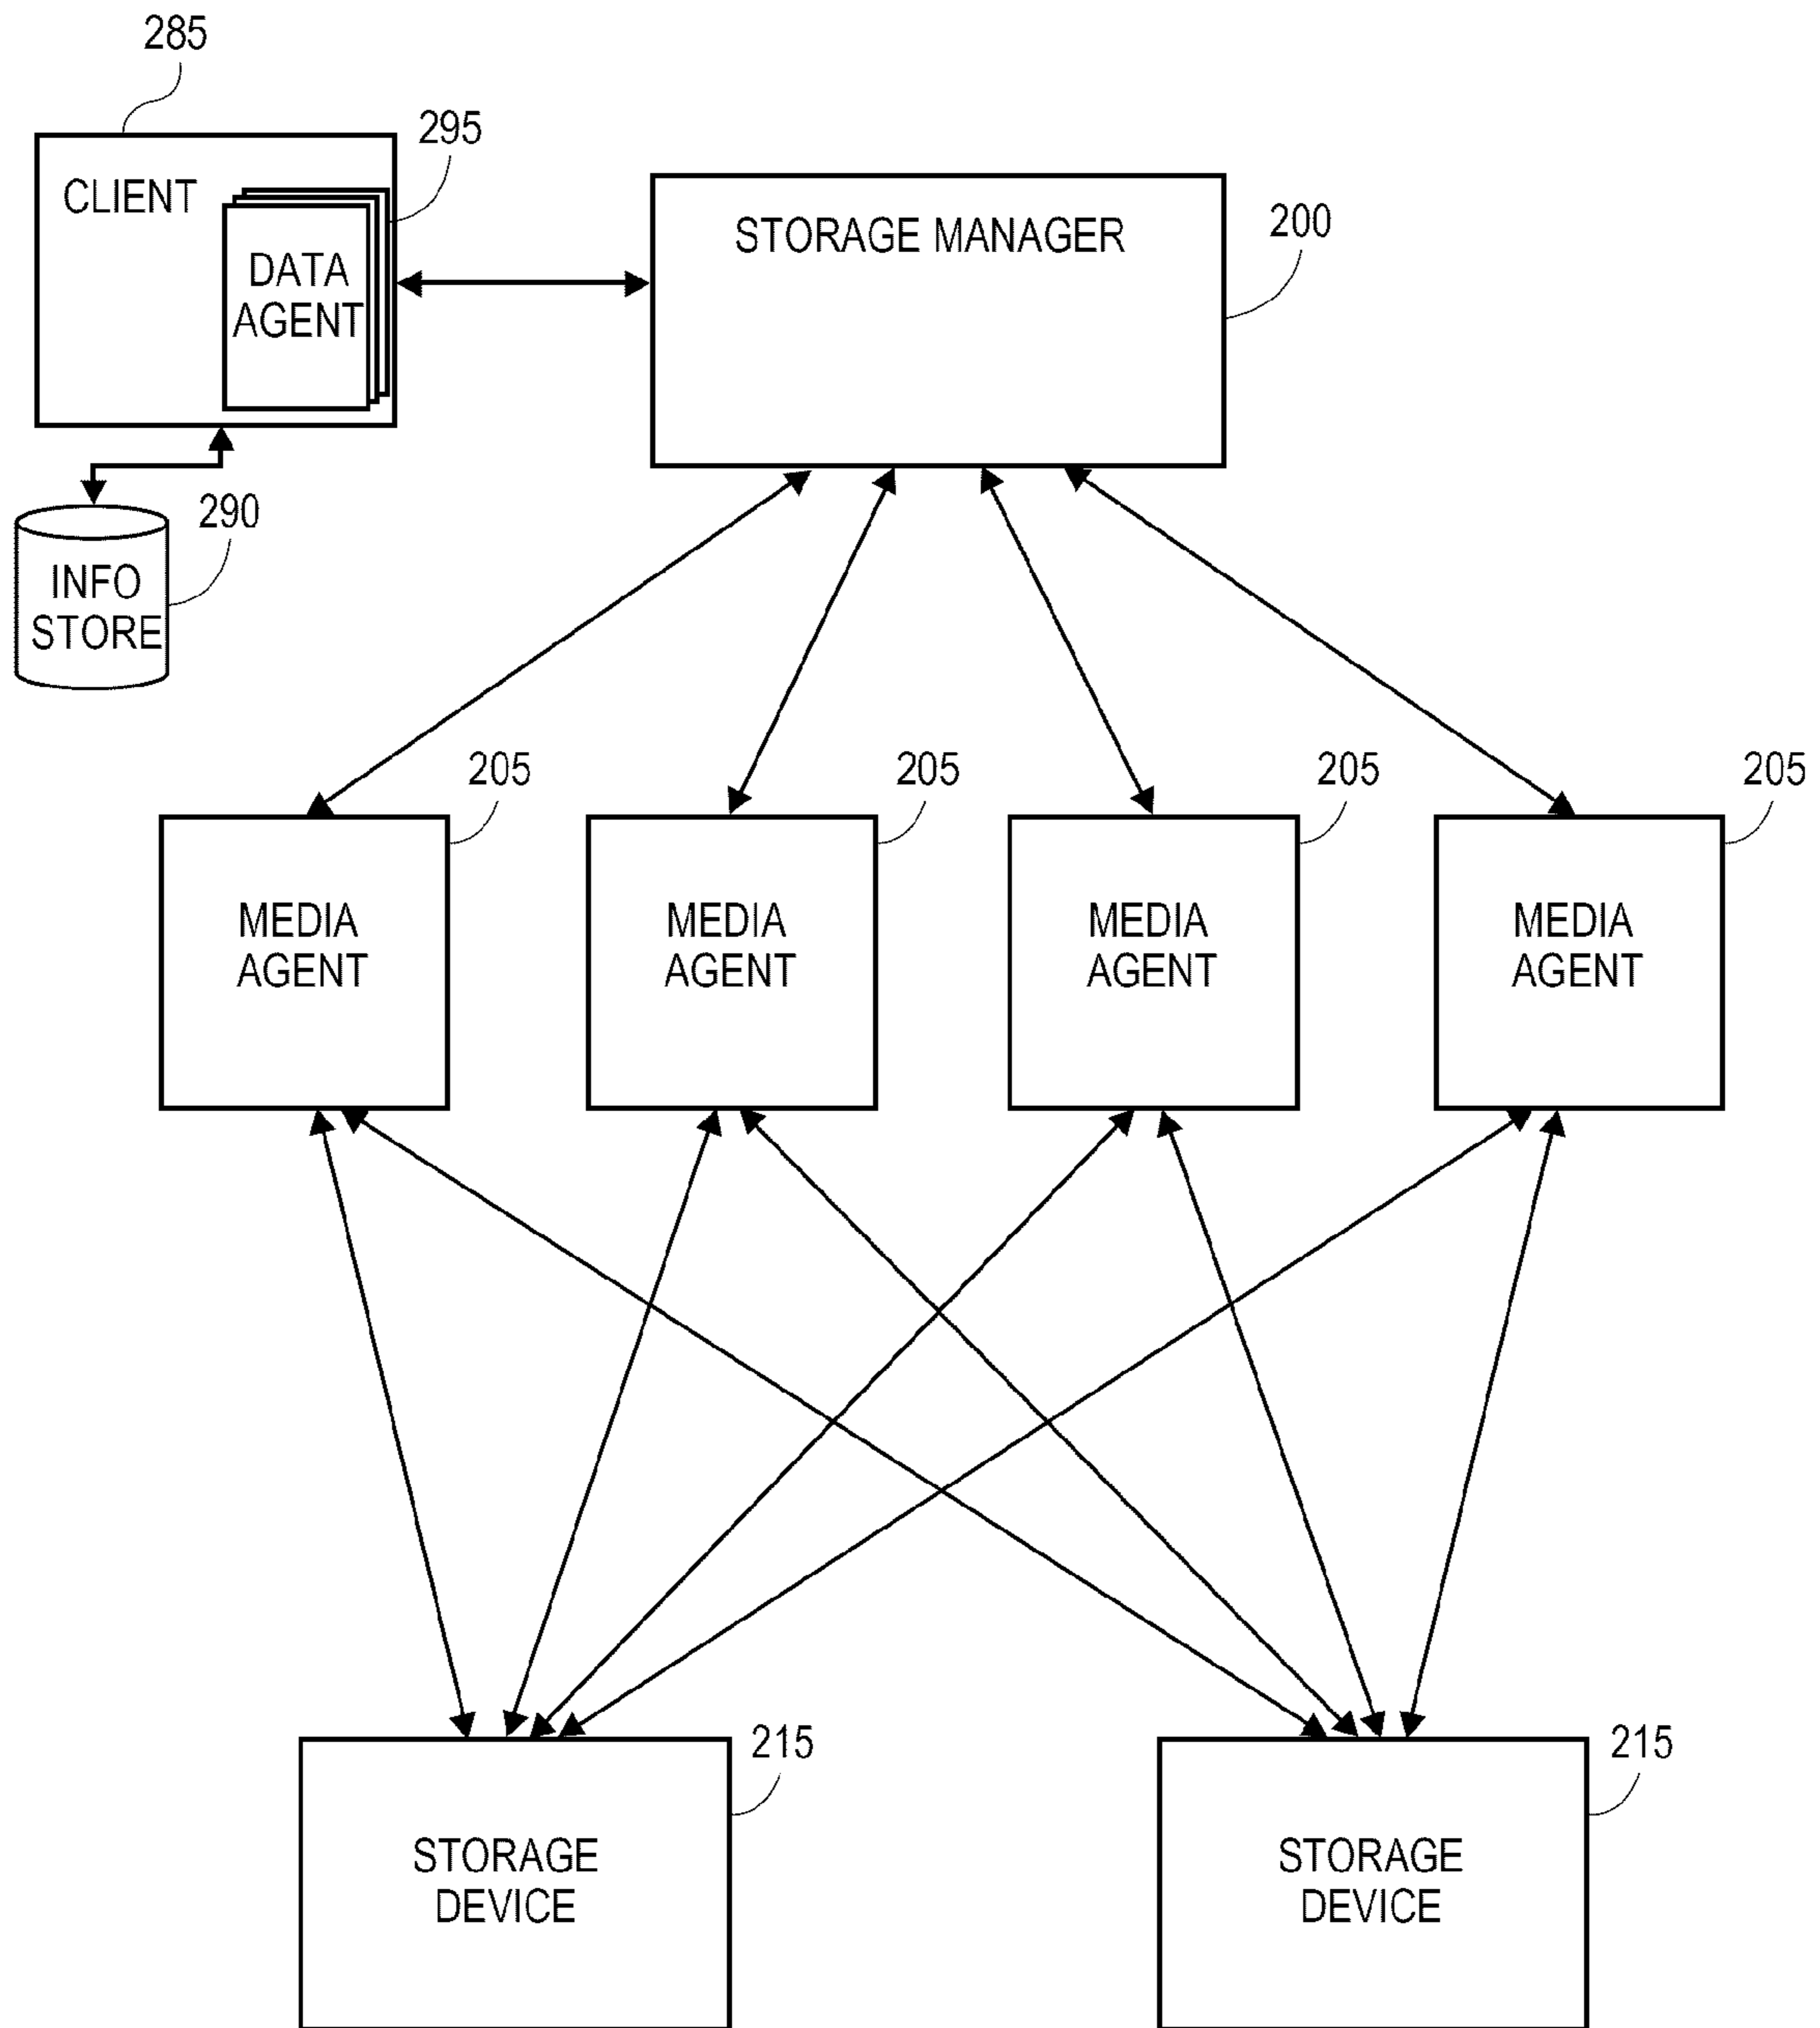 285
295
CLIENT
DATA
AGENT
STORAGE MANAGER
200
290
INFO
STORE
205
205
205
205
MEDIA
AGENT
MEDIA
AGENT
MEDIA
AGENT
MEDIA
AGENT
215
215
STORAGE
DEVICE
STORAGE
DEVICE